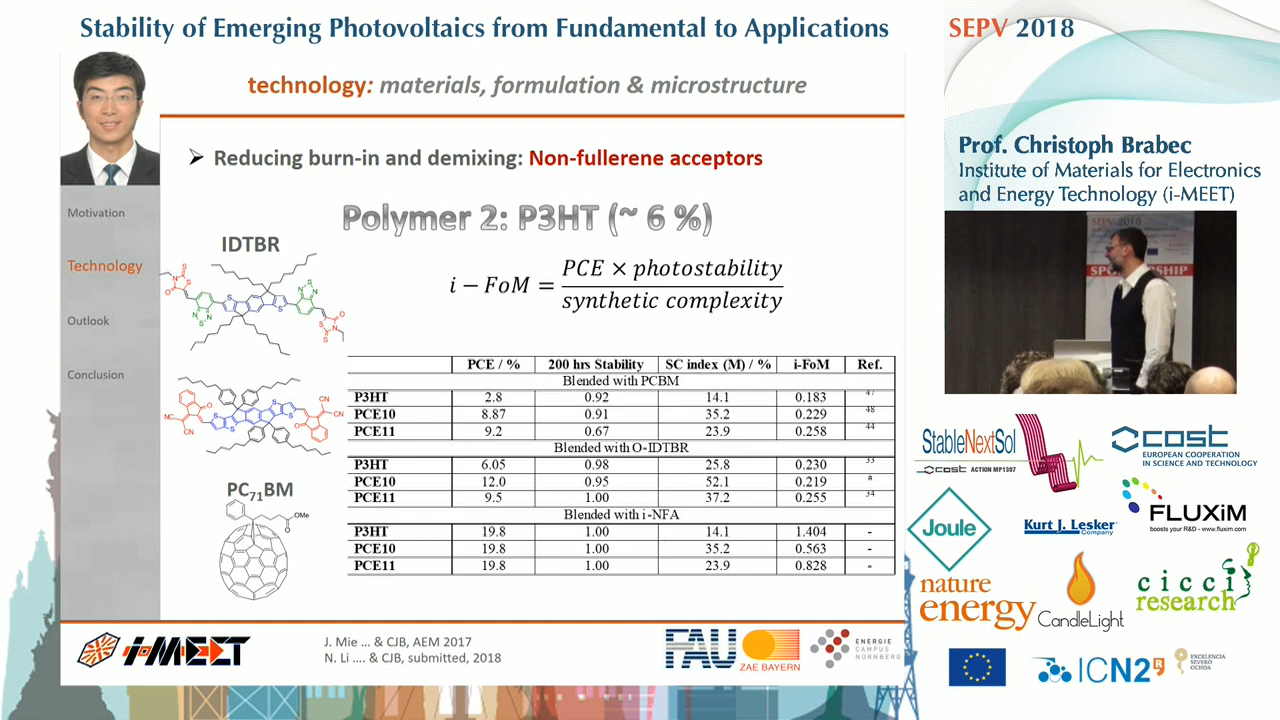 Stability of Emerging Photovoltaics from Fundamental to Applications
SEPV 2018
technology: materials, formulation & microstructure
Motivation
Technology
Outlook
Conclusion
➢ Reducing burn-in and demixing: Non-fullerene acceptors
Polymer 2: P3HT (~ 6 %)
i − FoM = PCE × photostability
synthetic complexity
IDTBR
PC71BM
OMe
PCE / % 200 hrs Stability SC index (M) / % i-FoM Ref.
Blended with PCBM
P3HT 2.8 0.92 14.1 0.183 47
PCE10 8.87 0.91 35.2 0.229 48
PCE11 9.2 0.67 23.9 0.258 44
Blended with O-IDTBR
P3HT 6.05 0.98 25.8 0.230 33
PCE10 12.0 0.95 52.1 0.219 a
PCE11 9.5 1.00 37.2 0.255 34
Blended with i-NFA
P3HT 19.8 1.00 14.1 1.404 -
PCE10 19.8 1.00 35.2 0.563 -
PCE11 19.8 1.00 23.9 0.828 -
i-MEET
J. Mie ... & CJB, AEM 2017
N. Li .... & CJB, submitted, 2018
FAU
ZAE BAYERN
ENERGIE
CAMPUS
NÜRNBERG
Prof. Christoph Brabec
Institute of Materials for Electronics
and Energy Technology (i-MEET)
SEPV 2018
StableNextSol
cost ACTION MP1307
cost
EUROPEAN COOPERATION
IN SCIENCE AND TECHNOLOGY
Joule
Kurt J. Lesker
Company
FLUXiM
boosts your R&D - www.fluxim.com
nature
energy
CandleLight
cicci
research
ICN2
EXCELENCIA
SEVERO
OCHOA